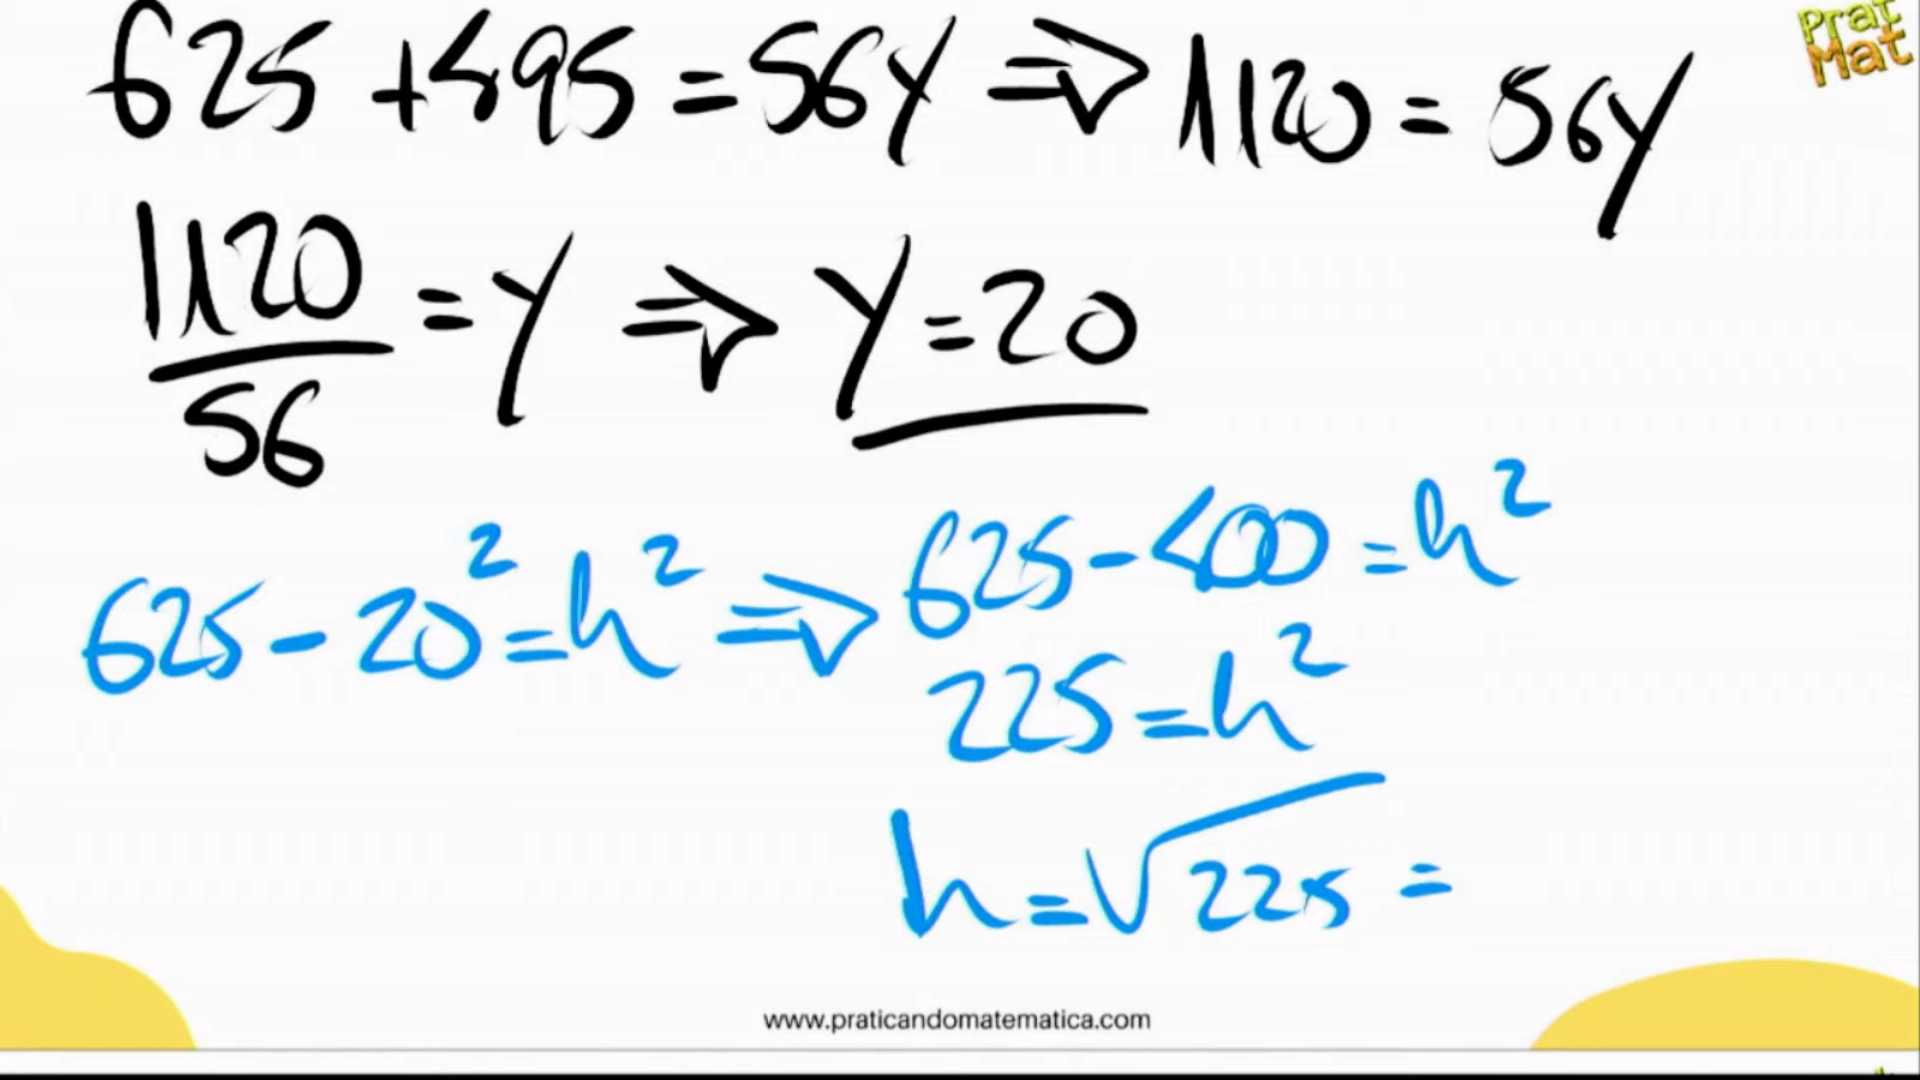 Prat
Mat
625 + 495 = 56y ⇒ 1120 = 56y
1120/56 = y ⇒ y = 20
625 - 20² = h² ⇒ 625 - 400 = h²
225 = h²
h = √225 =
www.praticandomatematica.com